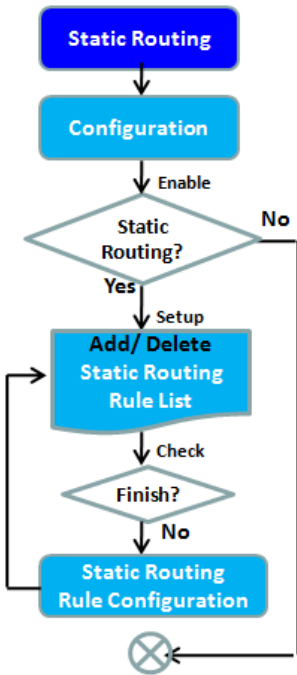 Static Routing
Configuration
Enable
Static
Routing?
No
Yes
Setup
Add/ Delete
Static Routing
Rule List
Check
Finish?
No
Static Routing
Rule Configuration